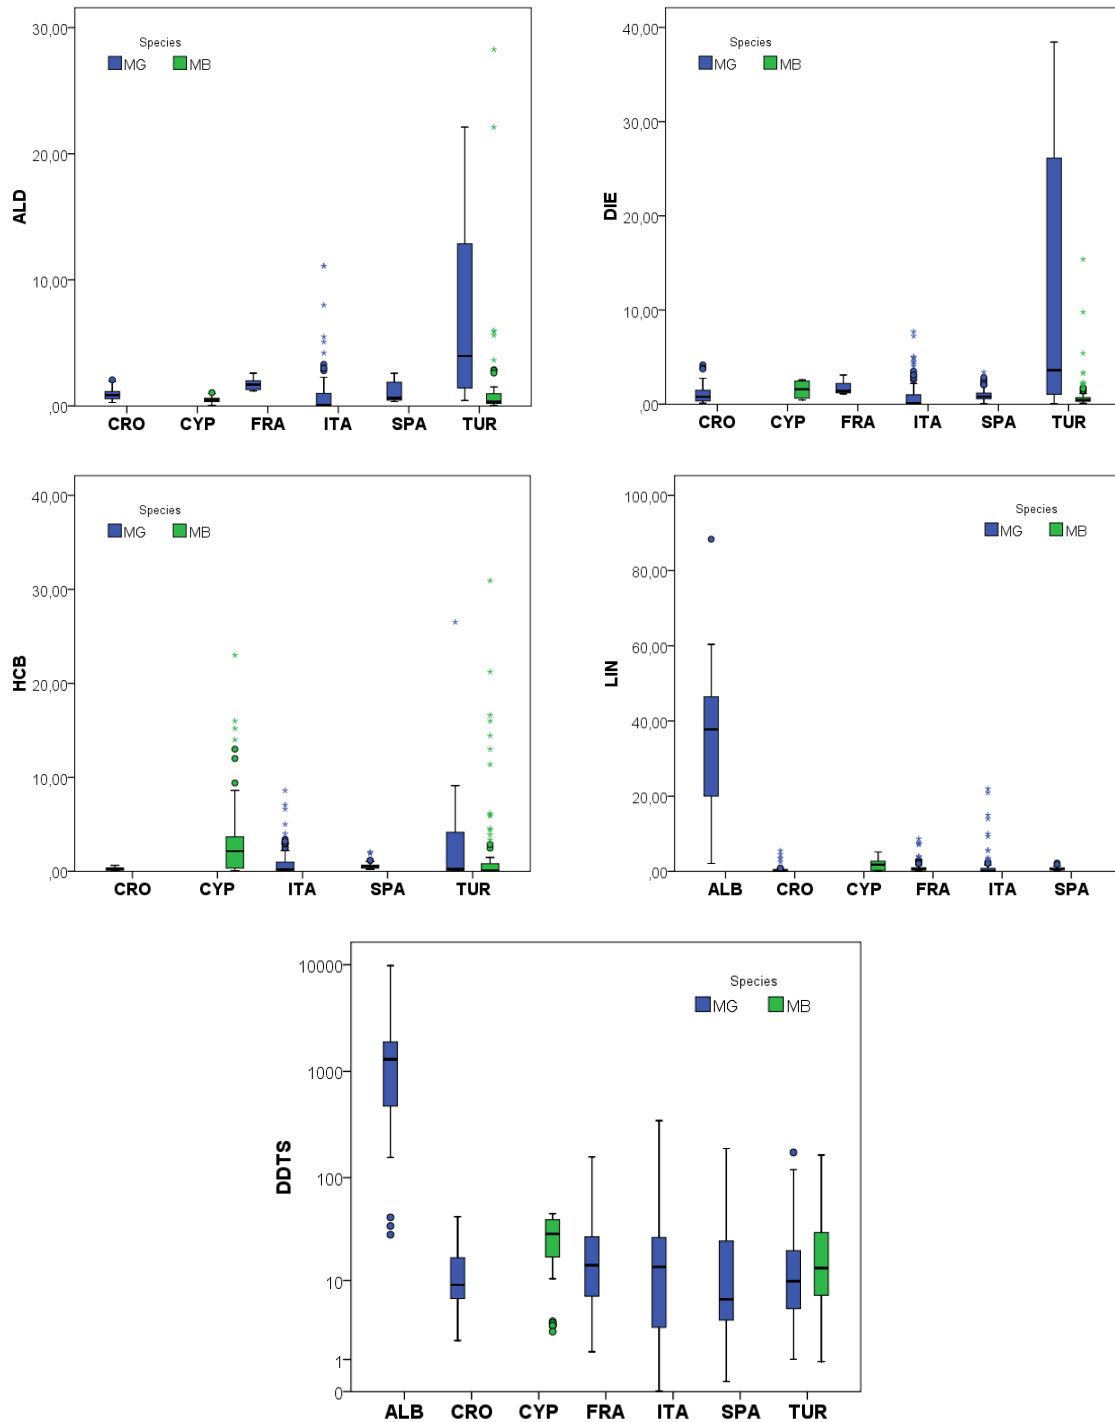 30,00
20,00
10,00
,00
ALD
Species
MG MB
CRO CYP FRA ITA SPA TUR
40,00
30,00
20,00
10,00
,00
DIE
Species
MG MB
CRO CYP FRA ITA SPA TUR
40,00
30,00
20,00
10,00
,00
HCB
Species
MG MB
CRO CYP ITA SPA TUR
100,00
80,00
60,00
40,00
20,00
,00
LIN
Species
MG MB
ALB CRO CYP FRA ITA SPA
10000
1000
100
10
1
0
DDTS
Species
MG MB
ALB CRO CYP FRA ITA SPA TUR